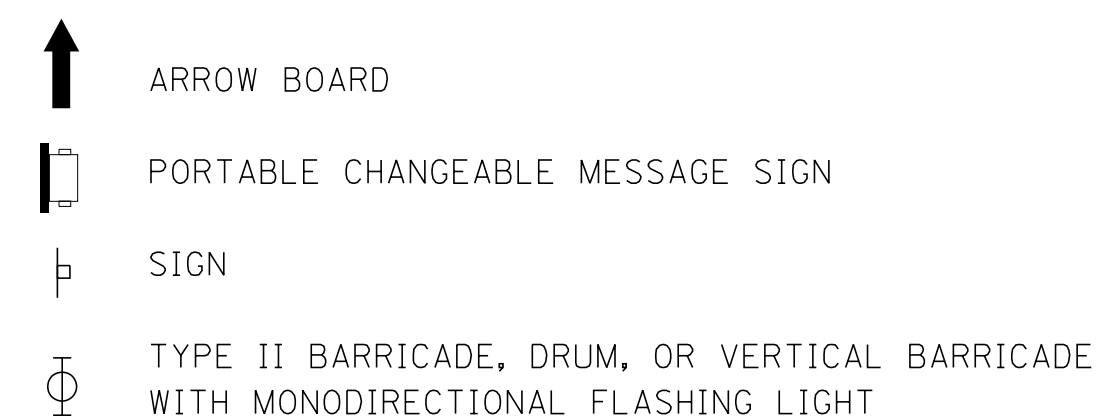 ARROW BOARD
PORTABLE CHANGEABLE MESSAGE SIGN
SIGN
TYPE II BARRICADE, DRUM, OR VERTICAL BARRICADE
WITH MONODIRECTIONAL FLASHING LIGHT